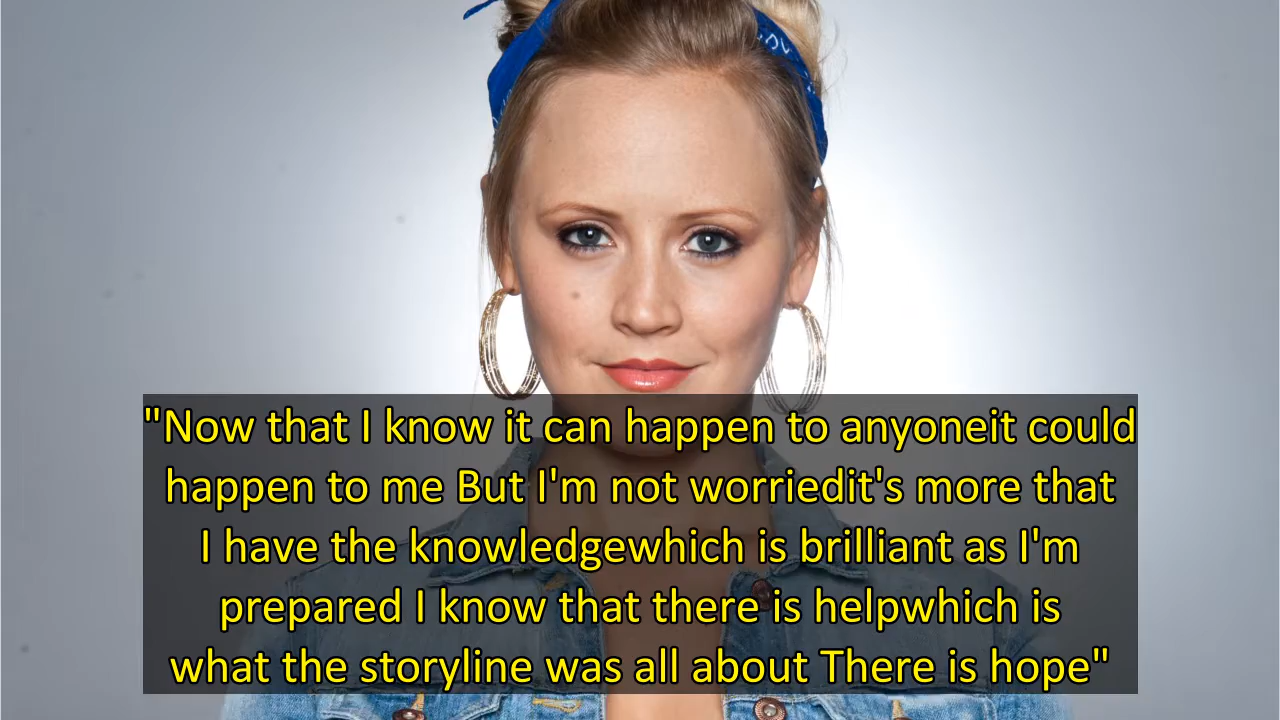 "Now that I know it can happen to anyoneit could
happen to me But I'm not worriedit's more that
I have the knowledgewhich is brilliant as I'm
prepared I know that there is helpwhich is
what the storyline was all about There is hope"